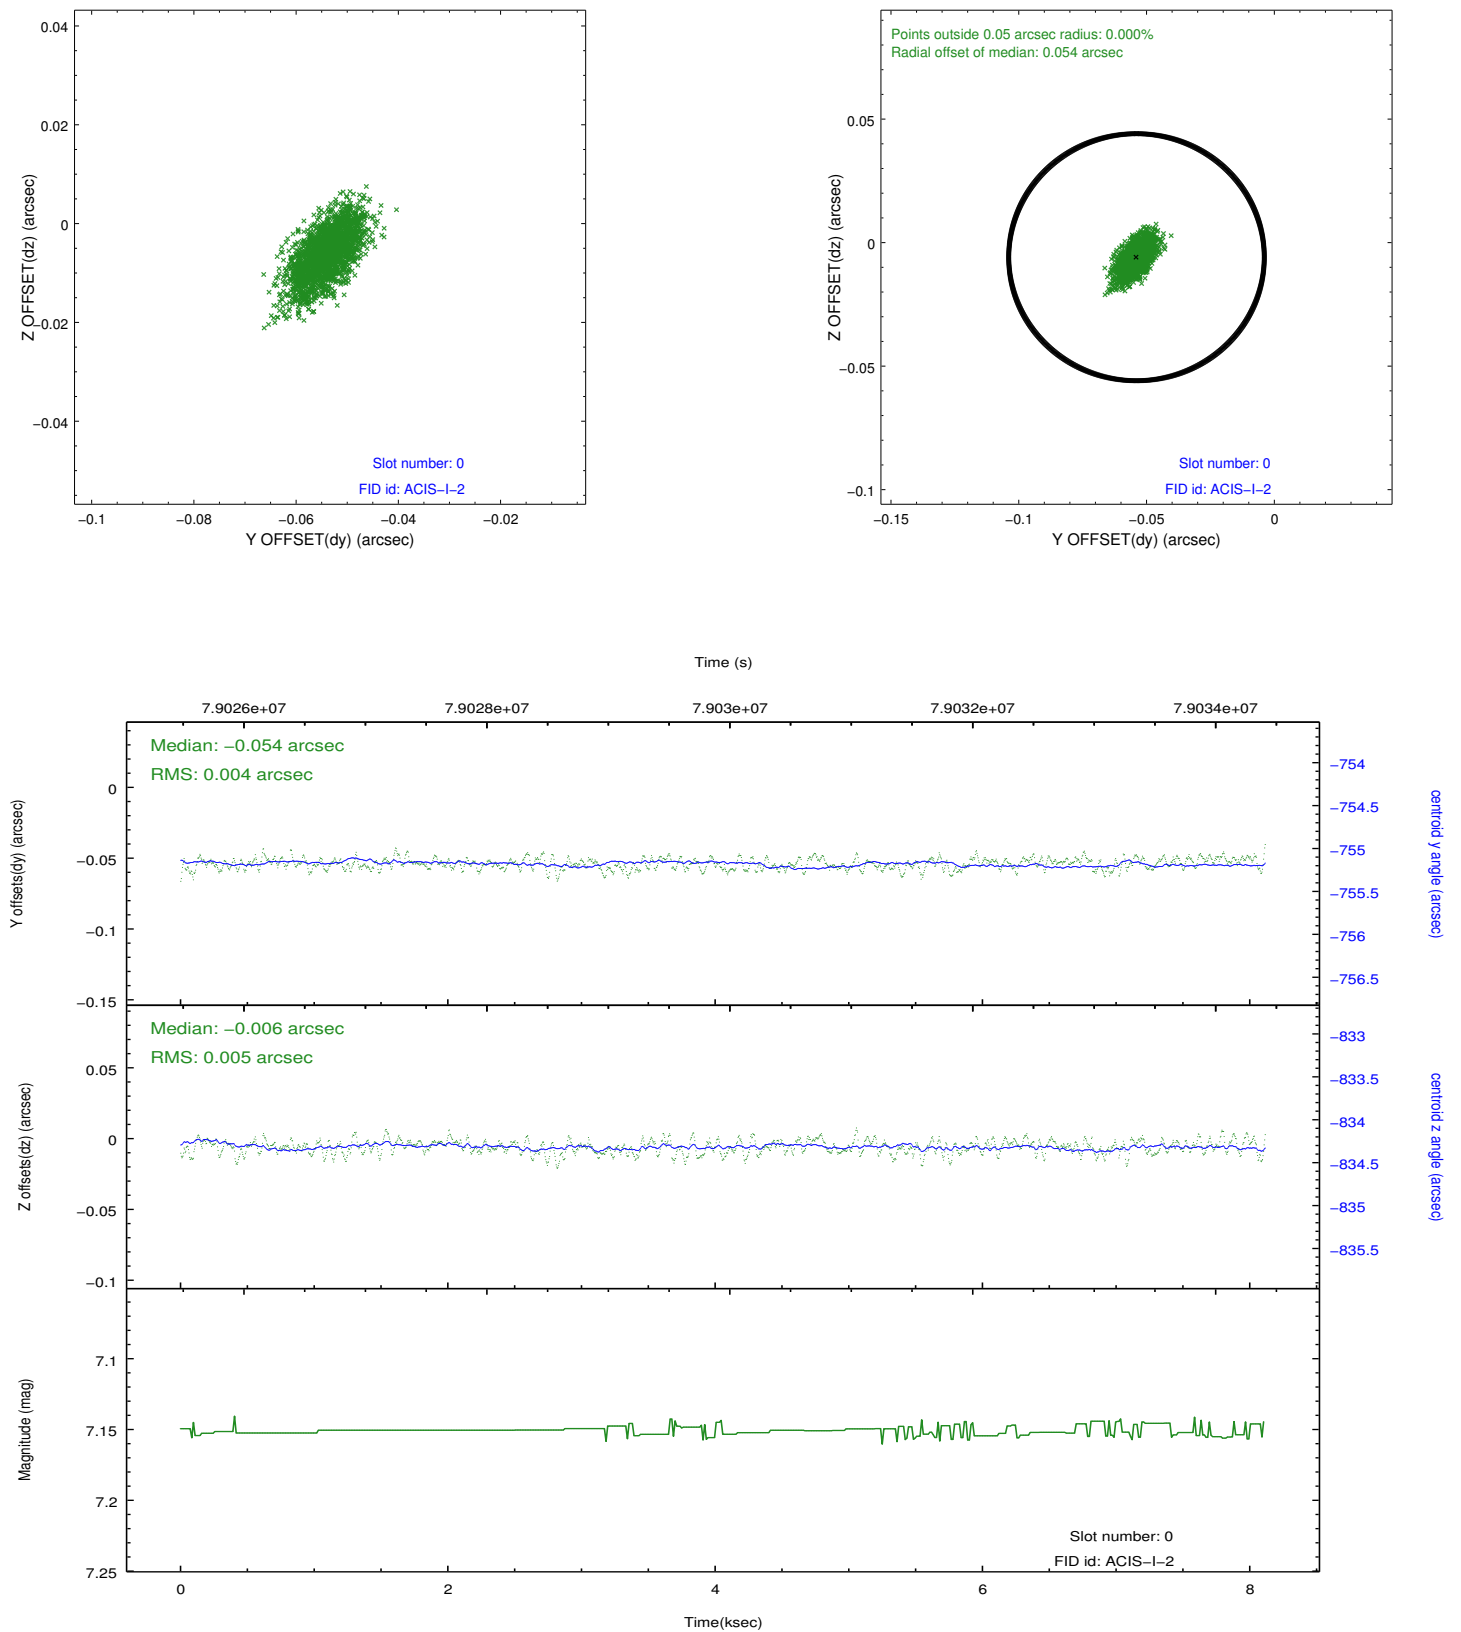 0.04
0.02
0
−0.02
−0.04
Z OFFSET(dz) (arcsec)
Slot number: 0
FID id: ACIS−I−2
−0.1
−0.08
−0.06
−0.04
−0.02
Y OFFSET(dy) (arcsec)
Points outside 0.05 arcsec radius: 0.000%
Radial offset of median: 0.054 arcsec
0.05
0
−0.05
−0.1
Z OFFSET(dz) (arcsec)
Slot number: 0
FID id: ACIS−I−2
−0.15
−0.1
−0.05
0
Y OFFSET(dy) (arcsec)
Time (s)
7.9026e+07
7.9028e+07
7.903e+07
7.9032e+07
7.9034e+07
Median: −0.054 arcsec
RMS: 0.004 arcsec
0
−0.05
−0.1
−0.15
Y offsets(dy) (arcsec)
−754
−754.5
−755
−755.5
−756
−756.5
centroid y angle (arcsec)
Median: −0.006 arcsec
RMS: 0.005 arcsec
0.05
0
−0.05
−0.1
Z offsets(dz) (arcsec)
−833
−833.5
−834
−834.5
−835
−835.5
centroid z angle (arcsec)
7.1
7.15
7.2
7.25
Magnitude (mag)
Slot number: 0
FID id: ACIS−I−2
0
2
4
6
8
Time(ksec)